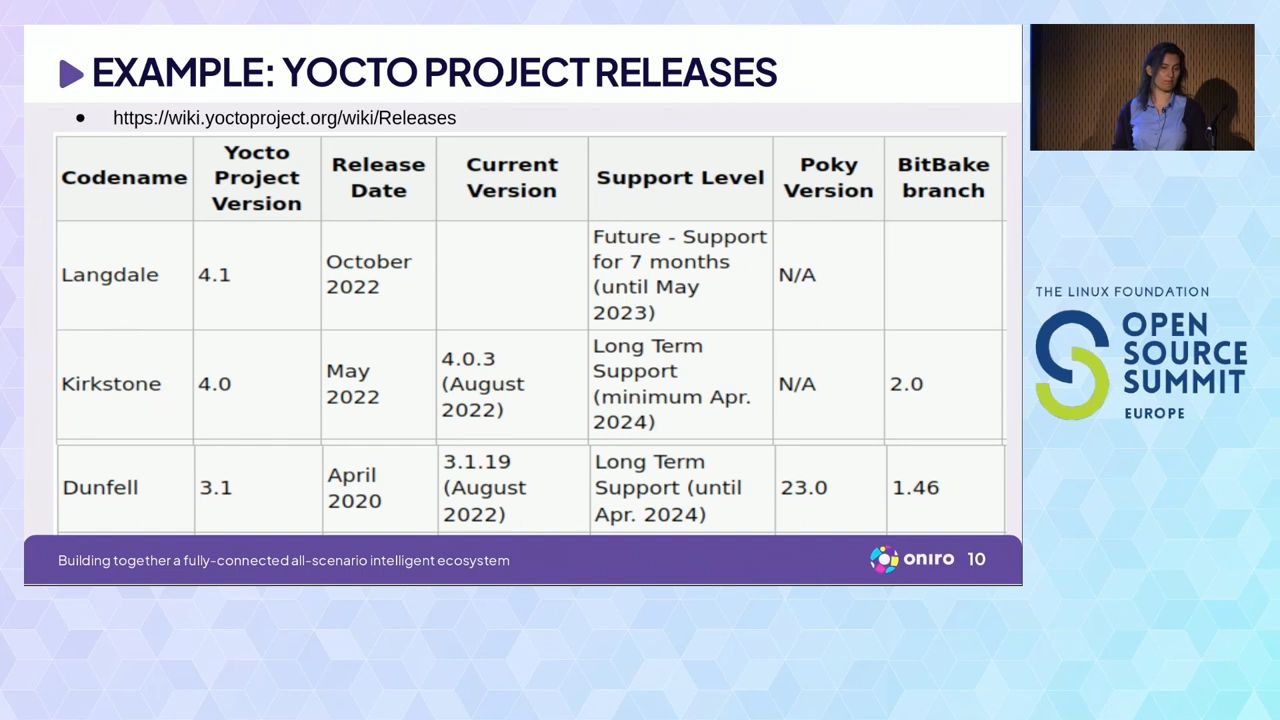 EXAMPLE: YOCTO PROJECT RELEASES
● https://wiki.yoctoproject.org/wiki/Releases
Codename
Yocto
Project
Version
Release
Date
Current
Version
Support Level
Poky
Version
BitBake
branch
Langdale
4.1
October
2022
Future - Support
for 7 months
(until May
2023)
N/A
Kirkstone
4.0
May
2022
4.0.3
(August
2022)
Long Term
Support
(minimum Apr.
2024)
N/A
2.0
Dunfell
3.1
April
2020
3.1.19
(August
2022)
Long Term
Support (until
Apr. 2024)
23.0
1.46
Building together a fully-connected all-scenario intelligent ecosystem
oniro 10
THE LINUX FOUNDATION
OPEN
SOURCE
SUMMIT
EUROPE